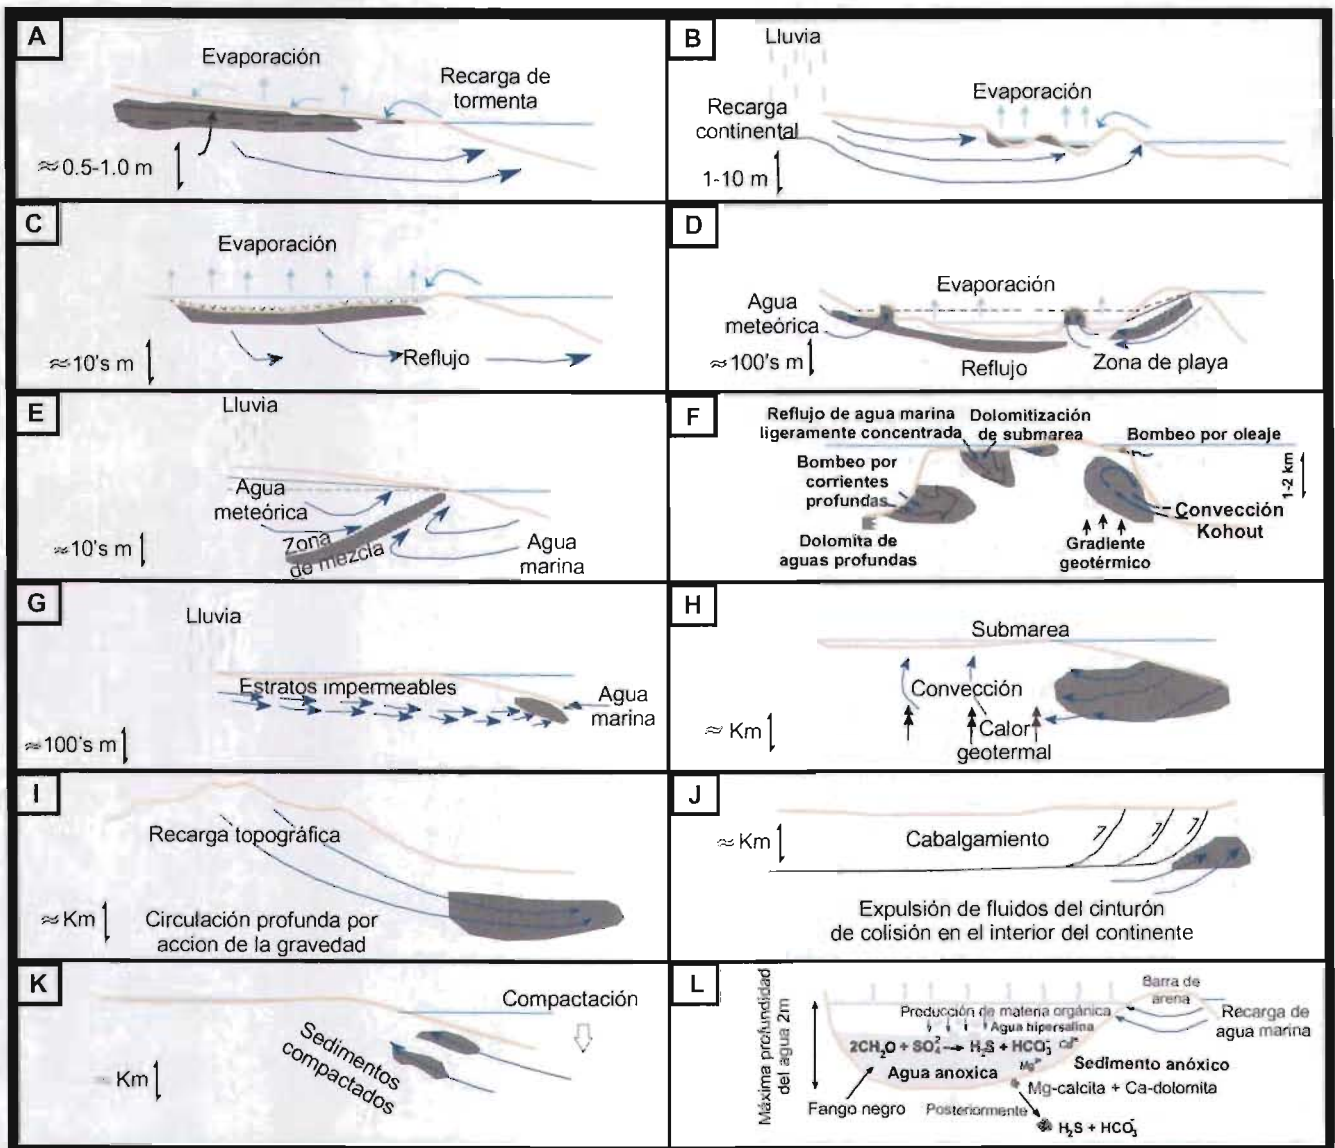 A
Evaporación
Recarga de
tormenta
≈0.5-1.0 m
B
Lluvia
Evaporación
Recarga
continental
1-10 m
C
Evaporación
≈10's m
Reflujo
D
Evaporación
Agua
meteórica
≈100's m
Reflujo
Zona de playa
E
Lluvia
Agua
meteórica
Zona
de mezcla
≈10's m
Agua
marina
F
Reflujo de agua marina
ligeramente concentrada
Dolomitización
de submarea
Bombeo por oleaje
Bombeo por
corrientes
profundas
1-2 km
Convección
Kohout
Dolomita de
aguas profundas
Gradiente
geotérmico
G
Lluvia
Estratos impermeables
Agua
marina
≈100's m
H
Submarea
Convección
≈ Km
Calor
geotermal
I
Recarga topográfica
≈Km
Circulación profunda por
accion de la gravedad
J
≈Km
Cabalgamiento
Expulsión de fluidos del cinturón
de colisión en el interior del continente
K
Compactación
Sedimentos
compactados
≈ Km
L
Máxima profundidad
del agua 2m
Barra de
arena
Producción de materia orgánica
Agua hipersalina
Recarga de
agua marina
2CH₂O + SO₄²⁻ → H₂S + HCO₃⁻ Ca²⁺
Mg²⁺
Sedimento anóxico
Agua anoxica
Mg-calcita + Ca-dolomita
Fango negro
Posteriormente
H₂S + HCO₃⁻